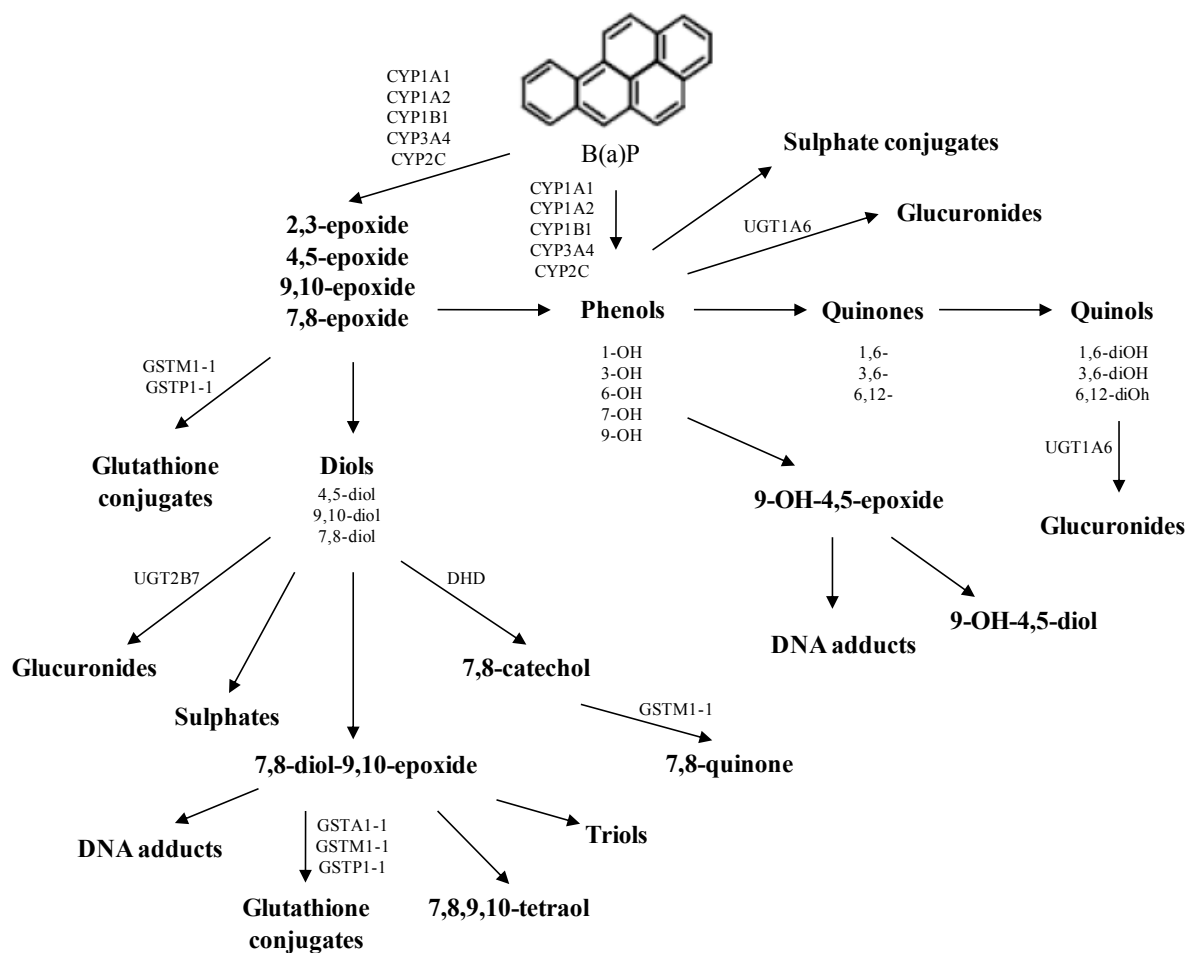 CYP1A1
CYP1A2
CYP1B1
CYP3A4
CYP2C
B(a)P
CYP1A1
CYP1A2
CYP1B1
CYP3A4
CYP2C
Sulphate conjugates
UGT1A6
Glucuronides
2,3-epoxide
4,5-epoxide
9,10-epoxide
7,8-epoxide
Phenols
1-OH
3-OH
6-OH
7-OH
9-OH
Quinones
1,6-
3,6-
6,12-
Quinols
1,6-diOH
3,6-diOH
6,12-diOh
GSTM1-1
GSTP1-1
Glutathione
conjugates
Diols
4,5-diol
9,10-diol
7,8-diol
UGT1A6
9-OH-4,5-epoxide
Glucuronides
UGT2B7
DHD
DNA adducts
9-OH-4,5-diol
Glucuronides
Sulphates
7,8-catechol
GSTM1-1
7,8-diol-9,10-epoxide
7,8-quinone
DNA adducts
GSTA1-1
GSTM1-1
GSTP1-1
Triols
Glutathione
conjugates
7,8,9,10-tetraol